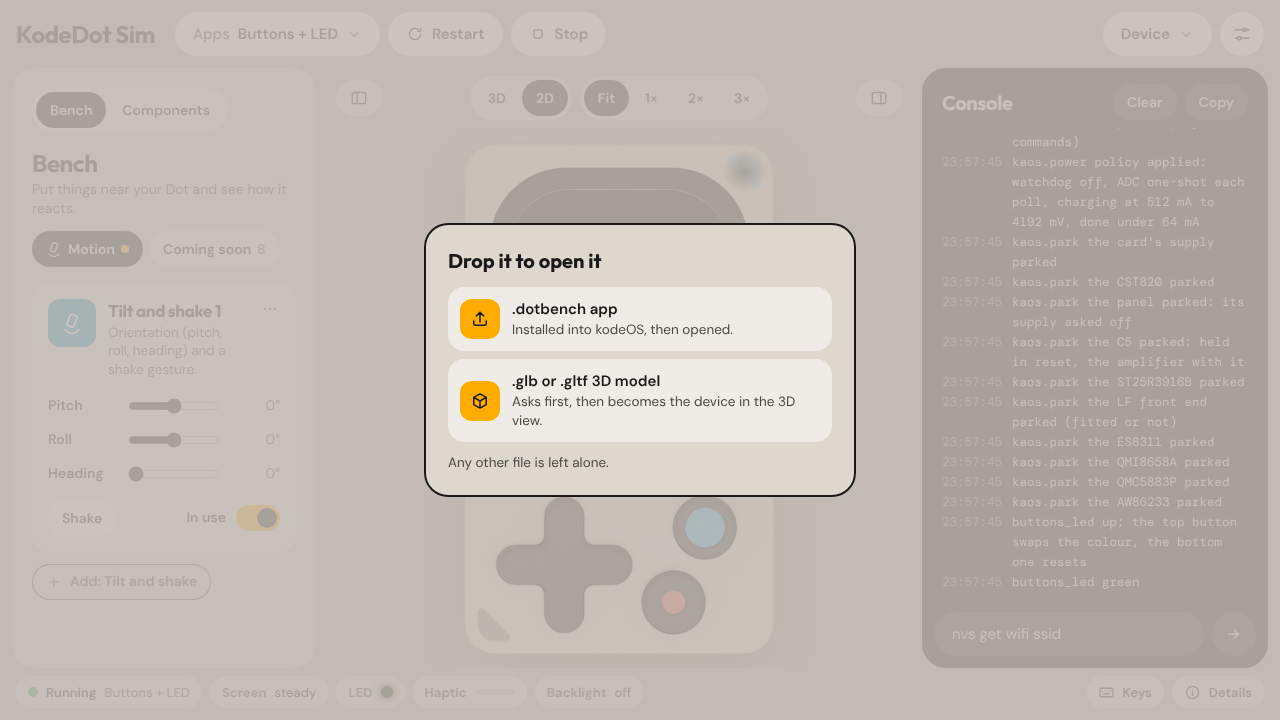 KodeDot Sim
Apps Buttons + LED
Restart
Stop
Device
Bench
Components
3D
2D
Fit
1×
2×
3×
Console
Clear
Copy
Bench
Put things near your Dot and see how it
reacts.
Motion
Coming soon 8
Tilt and shake 1
Orientation (pitch,
roll, heading) and a
shake gesture.
Pitch 0°
Roll 0°
Heading 0°
Shake
In use
+ Add: Tilt and shake
Drop it to open it
.dotbench app
Installed into kodeOS, then opened.
.glb or .gltf 3D model
Asks first, then becomes the device in the 3D
view.
Any other file is left alone.
commands)
23:57:45 kaos.power policy applied:
watchdog off, ADC one-shot each
poll, charging at 512 mA to
4192 mV, done under 64 mA
23:57:45 kaos.park the card's supply
parked
23:57:45 kaos.park the CST820 parked
23:57:45 kaos.park the panel parked: its
supply asked off
23:57:45 kaos.park the C5 parked: held
in reset, the amplifier with it
23:57:45 kaos.park the ST25R3916B parked
23:57:45 kaos.park the LF front end
parked (fitted or not)
23:57:45 kaos.park the ES8311 parked
23:57:45 kaos.park the QMI8658A parked
23:57:45 kaos.park the QMC5883P parked
23:57:45 kaos.park the AW86233 parked
23:57:45 buttons_led up; the top button
swaps the colour, the bottom
one resets
23:57:45 buttons_led green
nvs get wifi ssid
Running Buttons + LED
Screen steady
LED
Haptic
Backlight off
Keys
Details